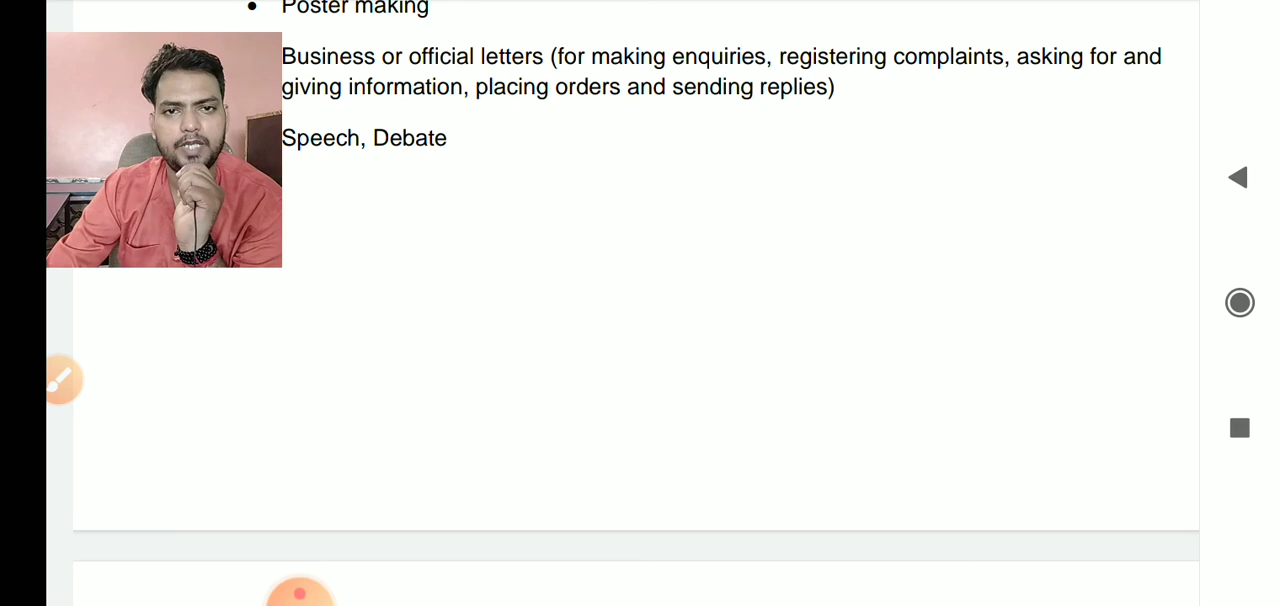 • Poster making
Business or official letters (for making enquiries, registering complaints, asking for and
giving information, placing orders and sending replies)
Speech, Debate